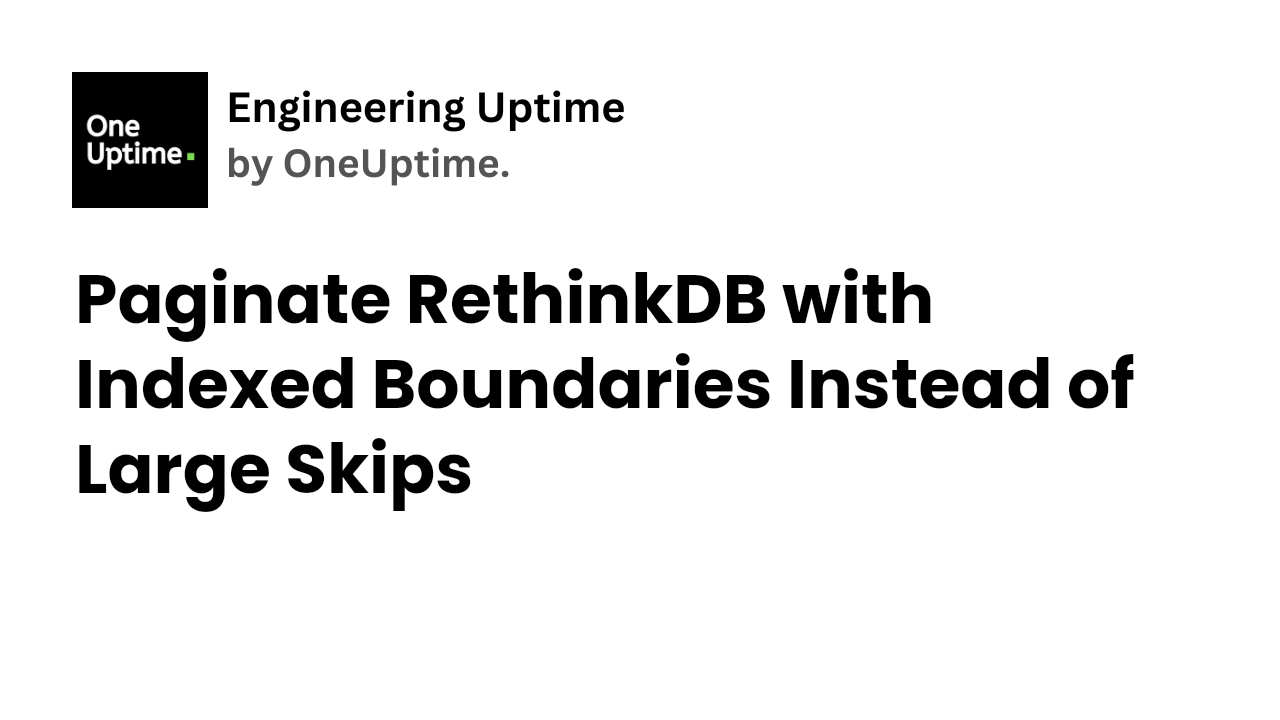 One
Uptime
Engineering Uptime
by OneUptime.
Paginate RethinkDB with
Indexed Boundaries Instead of
Large Skips